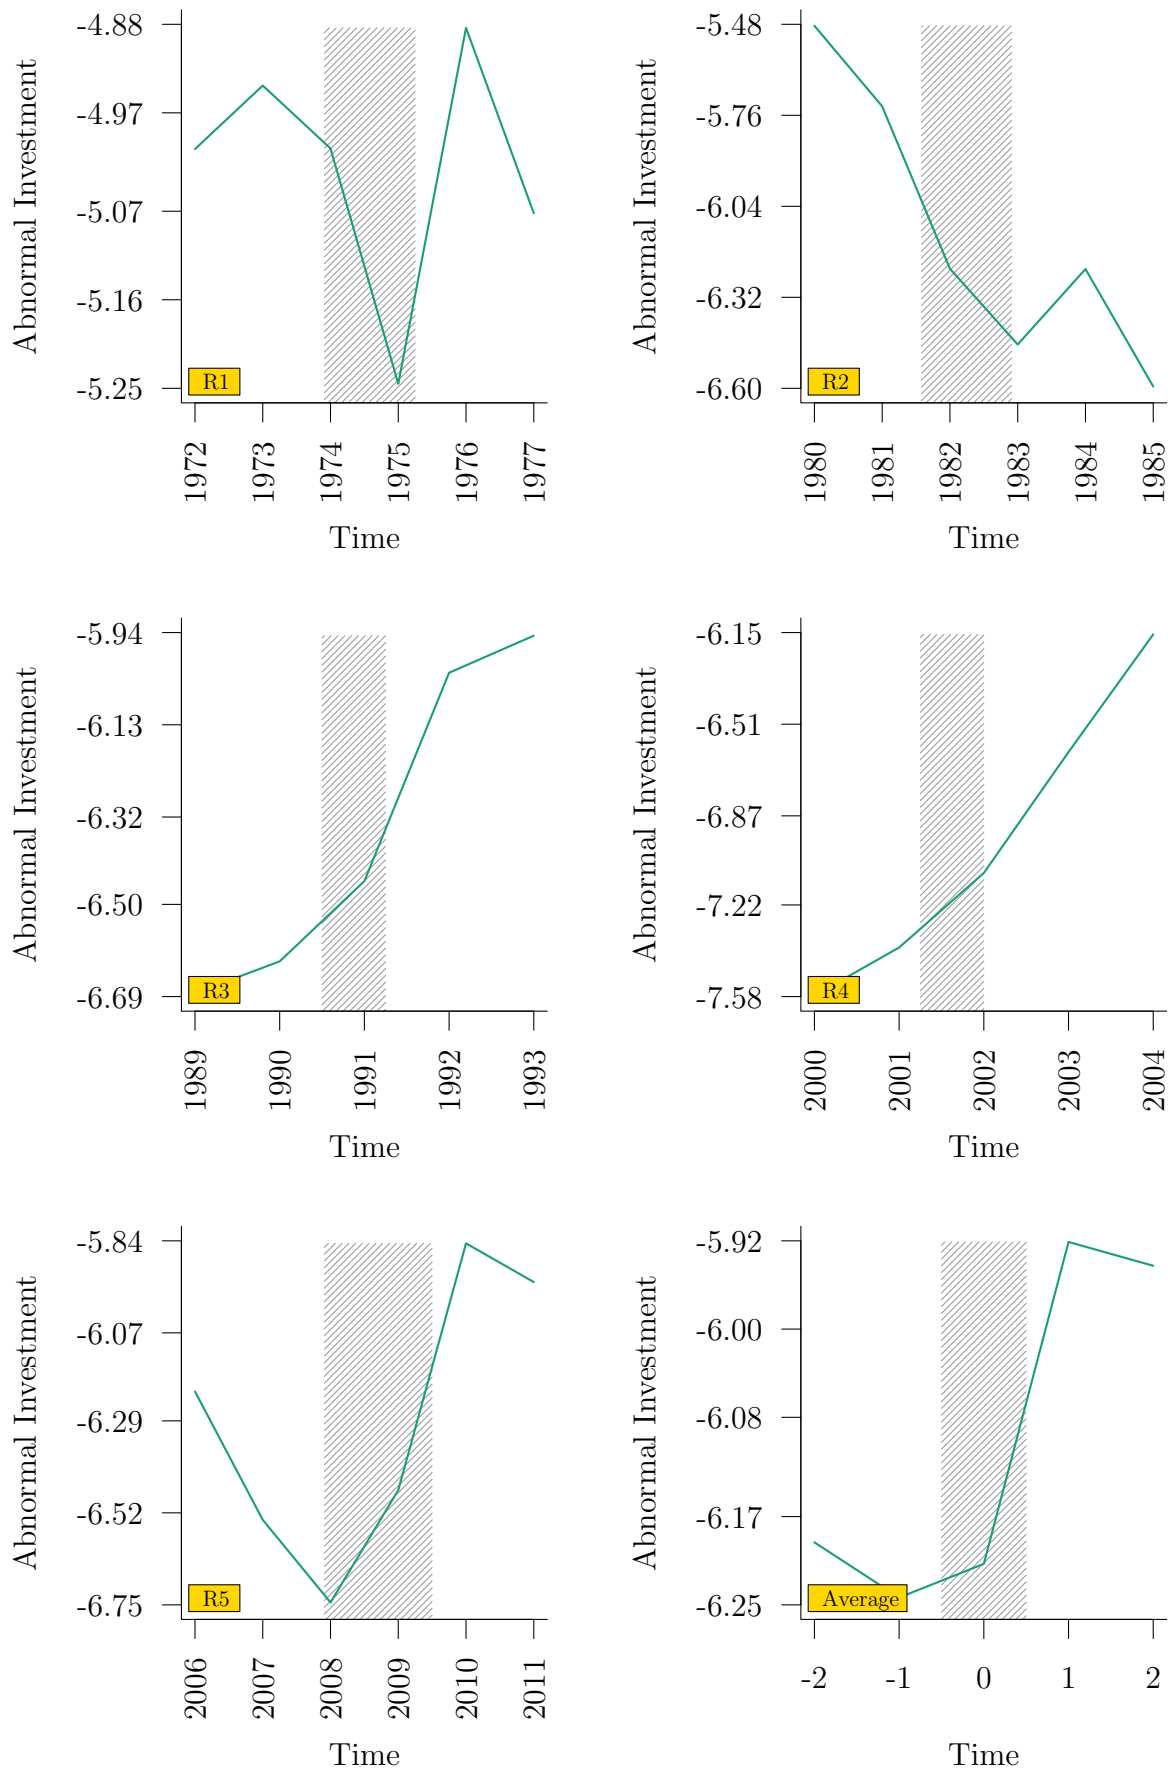 Abnormal Investment
-4.88
-4.97
-5.07
-5.16
-5.25
R1
1972 1973 1974 1975 1976 1977
Time
Abnormal Investment
-5.48
-5.76
-6.04
-6.32
-6.60
R2
1980 1981 1982 1983 1984 1985
Time
Abnormal Investment
-5.94
-6.13
-6.32
-6.50
-6.69
R3
1989 1990 1991 1992 1993
Time
Abnormal Investment
-6.15
-6.51
-6.87
-7.22
-7.58
R4
2000 2001 2002 2003 2004
Time
Abnormal Investment
-5.84
-6.07
-6.29
-6.52
-6.75
R5
2006 2007 2008 2009 2010 2011
Time
Abnormal Investment
-5.92
-6.00
-6.08
-6.17
-6.25
Average
-2 -1 0 1 2
Time